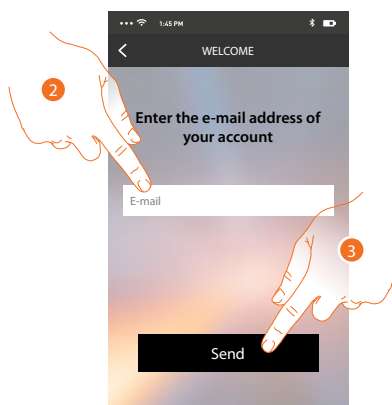 1:45 PM
WELCOME
2
Enter the e-mail address of
your account
E-mail
3
Send